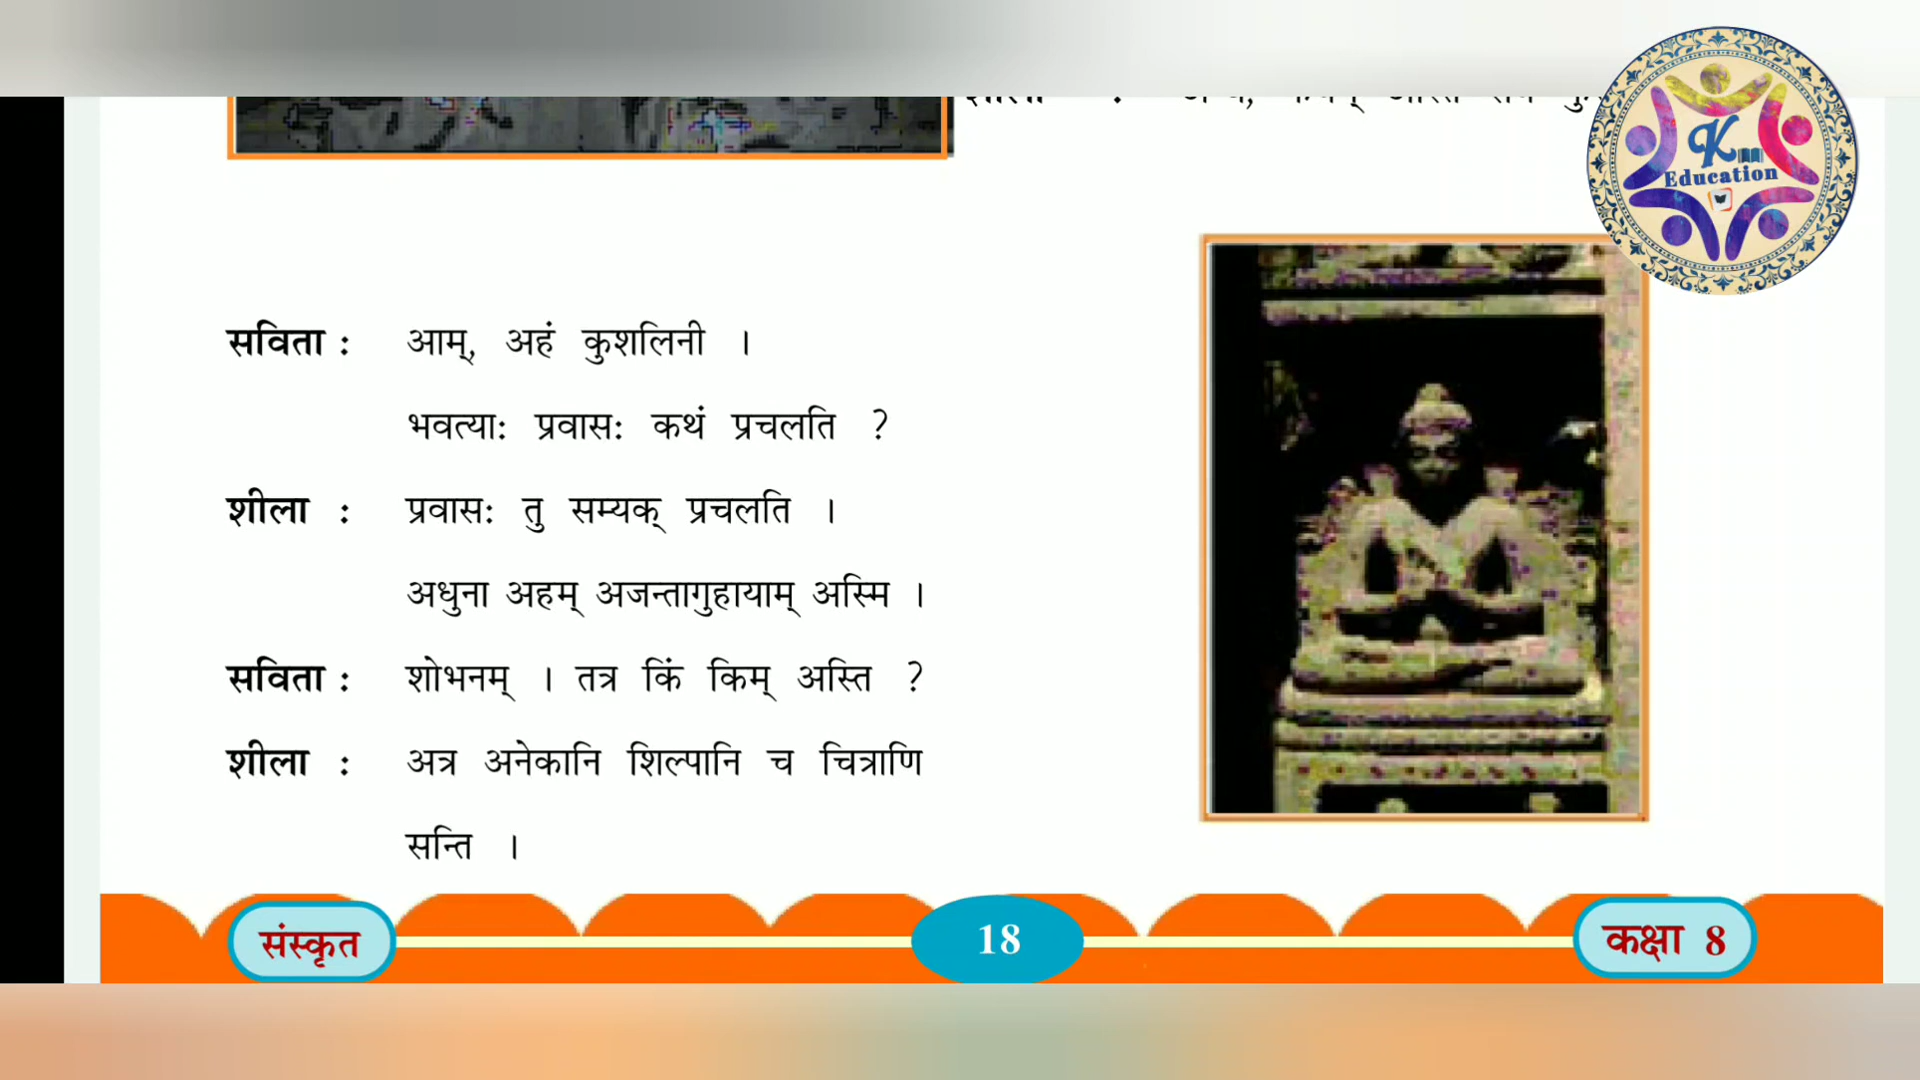 K
Education
सविता : आम्, अहं कुशलिनी ।
भवत्याः प्रवासः कथं प्रचलति ?
शीला : प्रवासः तु सम्यक् प्रचलति ।
अधुना अहम् अजन्तागुहायाम् अस्मि ।
सविता : शोभनम् । तत्र किं किम् अस्ति ?
शीला : अत्र अनेकानि शिल्पानि च चित्राणि
सन्ति ।
संस्कृत 18 कक्षा 8